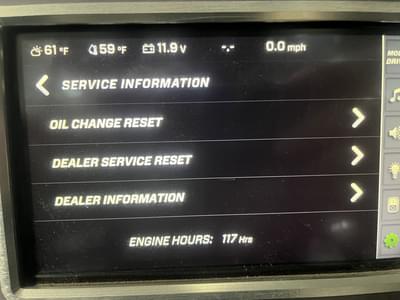 61 °F 59 °F 11.9 V -.- 0.0 mph
SERVICE INFORMATION
OIL CHANGE RESET
DEALER SERVICE RESET
DEALER INFORMATION
ENGINE HOURS: 117 Hrs